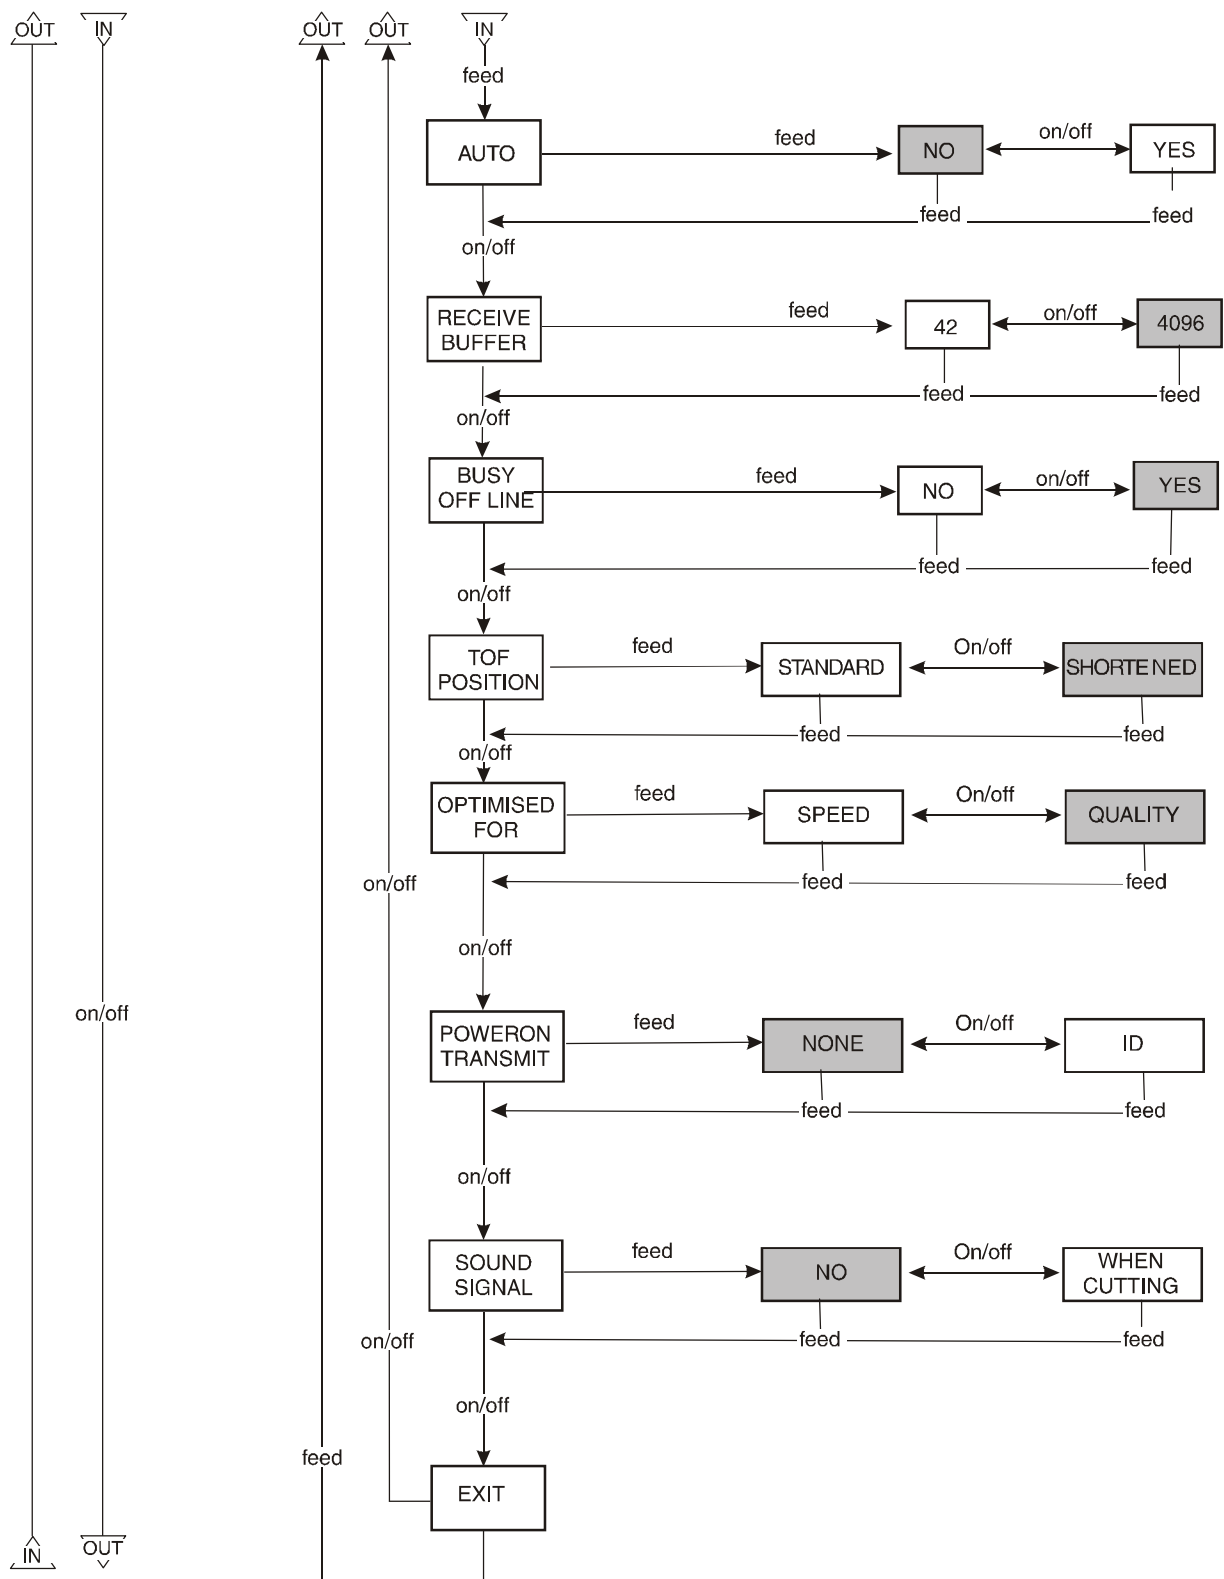 OUT IN OUT OUT IN
feed
AUTO feed NO on/off YES
feed feed
on/off
RECEIVE
BUFFER feed 42 on/off 4096
feed feed
on/off
BUSY
OFF LINE feed NO on/off YES
feed feed
on/off
TOF
POSITION feed STANDARD On/off SHORTENED
feed feed
on/off
OPTIMISED
FOR feed SPEED On/off QUALITY
on/off feed feed
on/off
on/off
POWERON
TRANSMIT feed NONE On/off ID
feed feed
on/off
SOUND
SIGNAL feed NO On/off WHEN
CUTTING
on/off feed feed
on/off
feed
EXIT
IN OUT